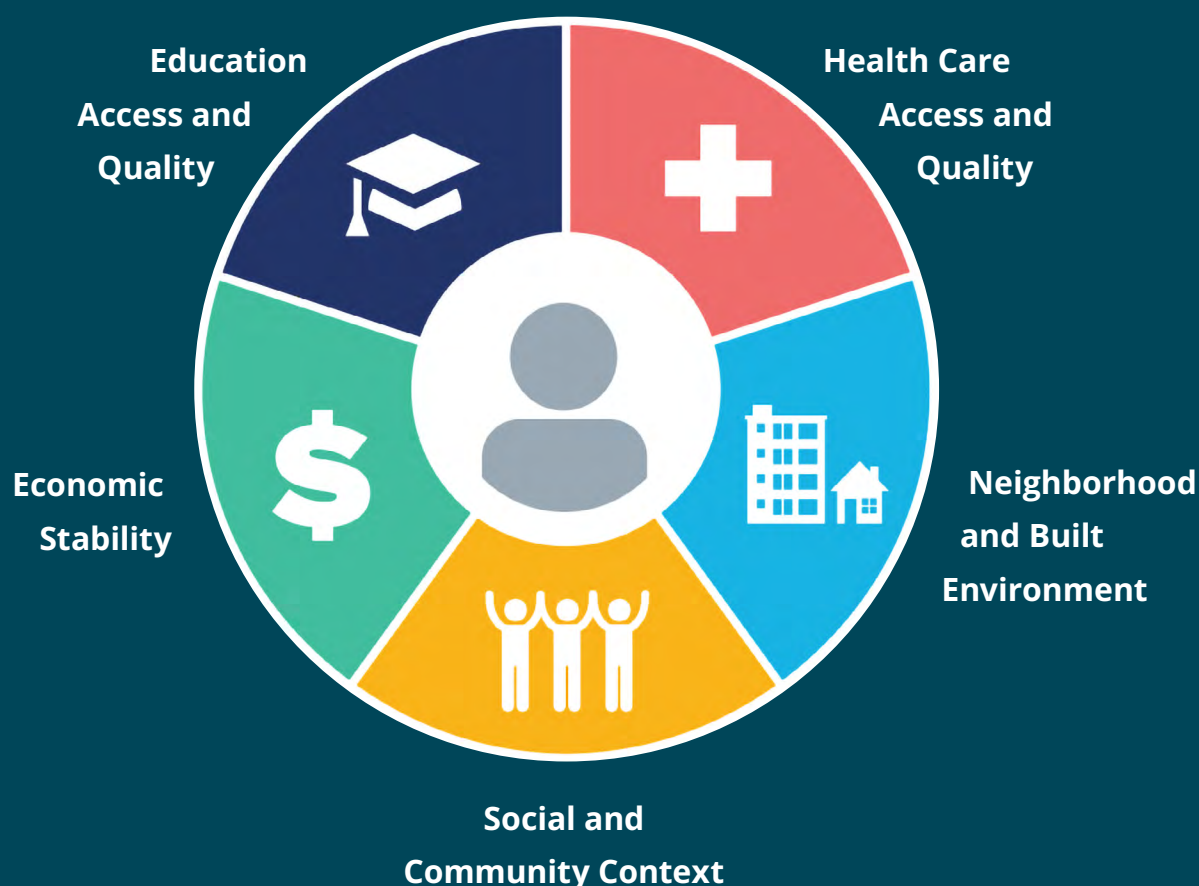 Education
Access and
Quality
Health Care
Access and
Quality
Economic
Stability
Neighborhood
and Built
Environment
Social and
Community Context